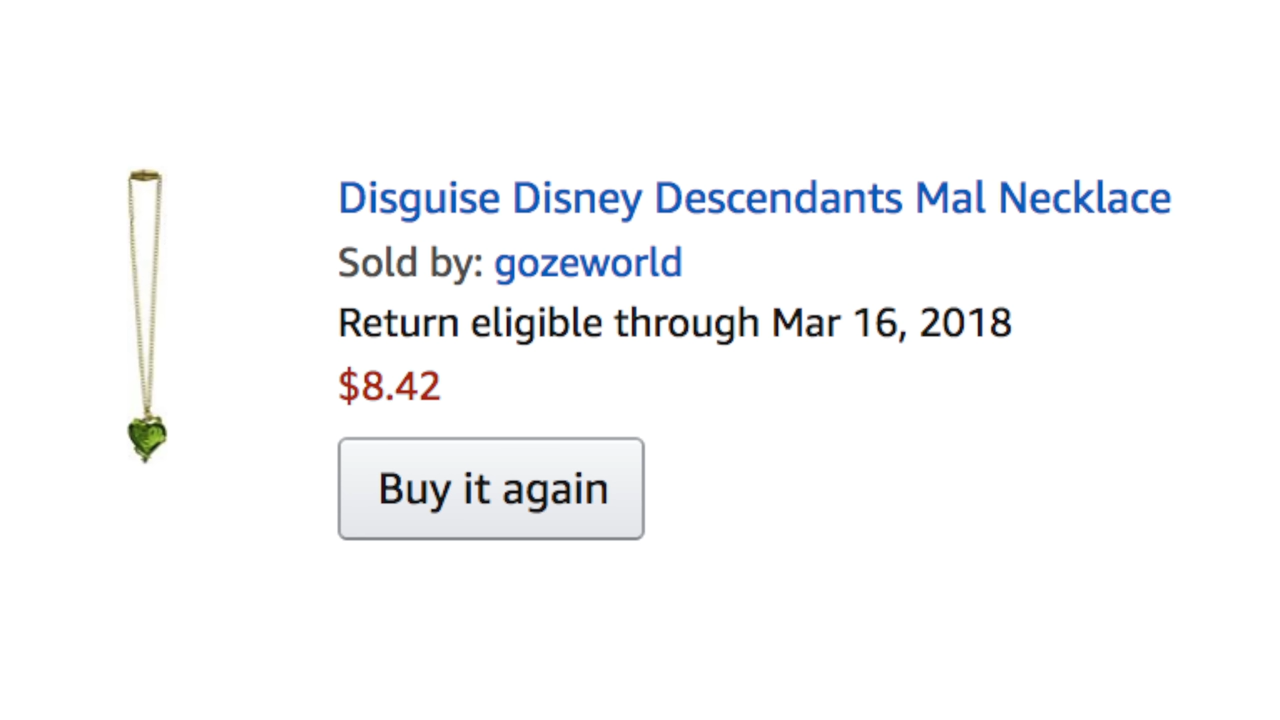 Disguise Disney Descendants Mal Necklace
Sold by: gozeworld
Return eligible through Mar 16, 2018
$8.42
Buy it again